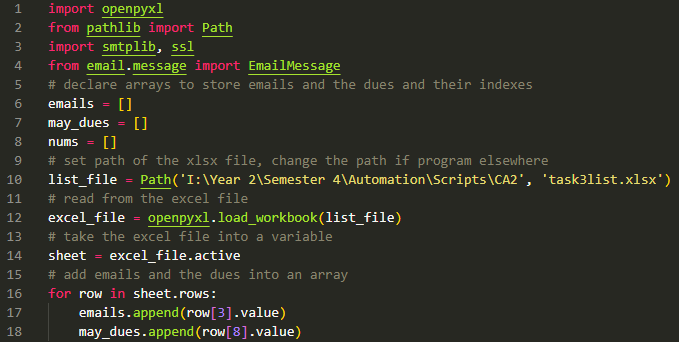 1 import openpyxl
2 from pathlib import Path
3 import smtplib, ssl
4 from email.message import EmailMessage
5 # declare arrays to store emails and the dues and their indexes
6 emails = []
7 may_dues = []
8 nums = []
9 # set path of the xlsx file, change the path if program elsewhere
10 list_file = Path('I:\Year 2\Semester 4\Automation\Scripts\CA2', 'task3list.xlsx')
11 # read from the excel file
12 excel_file = openpyxl.load_workbook(list_file)
13 # take the excel file into a variable
14 sheet = excel_file.active
15 # add emails and the dues into an array
16 for row in sheet.rows:
17     emails.append(row[3].value)
18     may_dues.append(row[8].value)